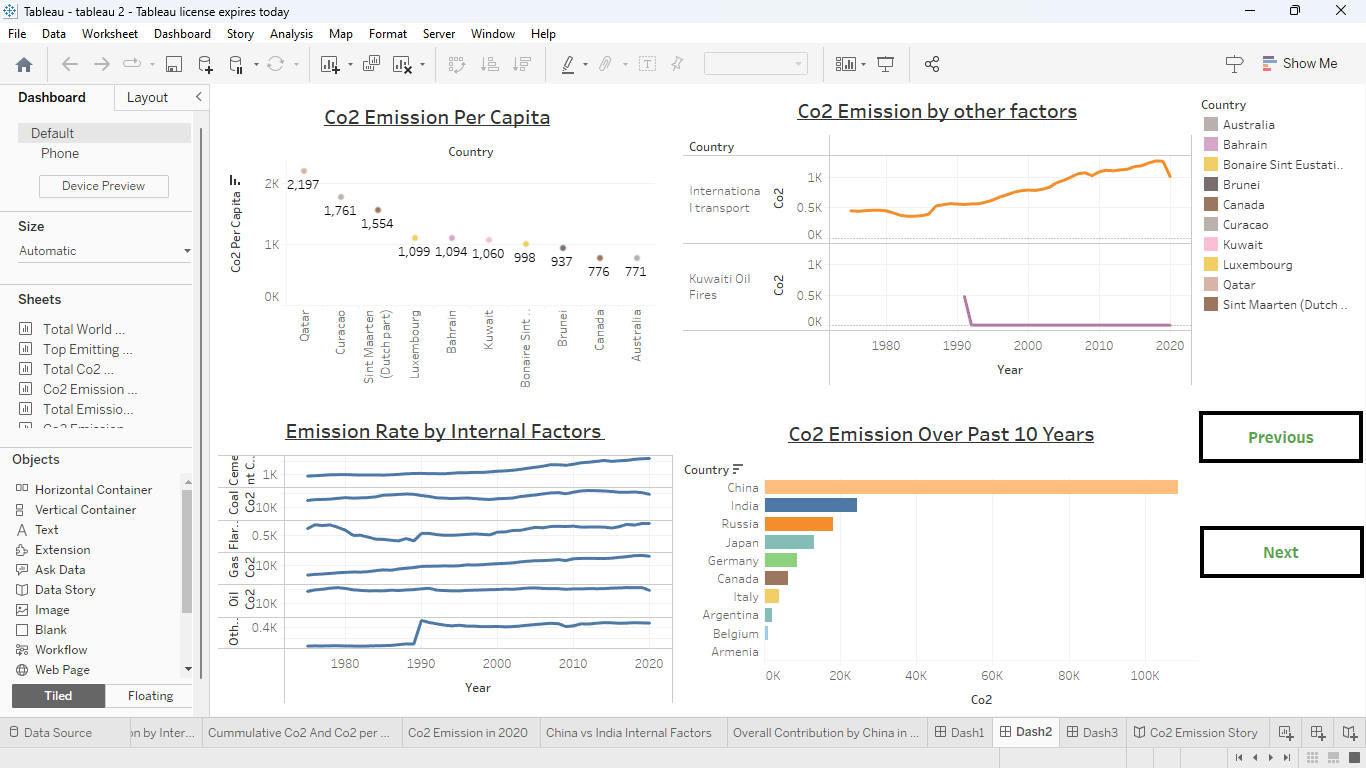 Tableau - tableau 2 - Tableau license expires today
File Data Worksheet Dashboard Story Analysis Map Format Server Window Help
Show Me
Dashboard Layout
Default
Phone
Device Preview
Size
Automatic
Sheets
Total World ...
Top Emitting ...
Total Co2 ...
Co2 Emission ...
Total Emissio...
Co2 Emission
Objects
Horizontal Container
Vertical Container
Text
Extension
Ask Data
Data Story
Image
Blank
Workflow
Web Page
Tiled Floating
Co2 Emission Per Capita
Country
Co2 Per Capita
2K
1K
0K
2,197
1,761
1,554
1,099
1,094
1,060
998
937
776
771
Qatar
Curacao
Sint Maarten
(Dutch part)
Luxembourg
Bahrain
Kuwait
Bonaire Sint ..
Brunei
Canada
Australia
Co2 Emission by other factors
Country
Internationa
l transport
Co2
1K
0.5K
0K
Kuwaiti Oil
Fires
Co2
1K
0.5K
0K
1980 1990 2000 2010 2020
Year
Country
Australia
Bahrain
Bonaire Sint Eustati..
Brunei
Canada
Curacao
Kuwait
Luxembourg
Qatar
Sint Maarten (Dutch ..
Previous
Next
Emission Rate by Internal Factors
Ceme
nt C..
1K
Coal
Co2
10K
Flar..
0.5K
Gas
Co2
10K
Oil
Co2
10K
Oth..
0.4K
1980 1990 2000 2010 2020
Year
Co2 Emission Over Past 10 Years
Country
China
India
Russia
Japan
Germany
Canada
Italy
Argentina
Belgium
Armenia
0K 20K 40K 60K 80K 100K
Co2
Data Source
on by Inter...
Cummulative Co2 And Co2 per ...
Co2 Emission in 2020
China vs India Internal Factors
Overall Contribution by China in ...
Dash1
Dash2
Dash3
Co2 Emission Story